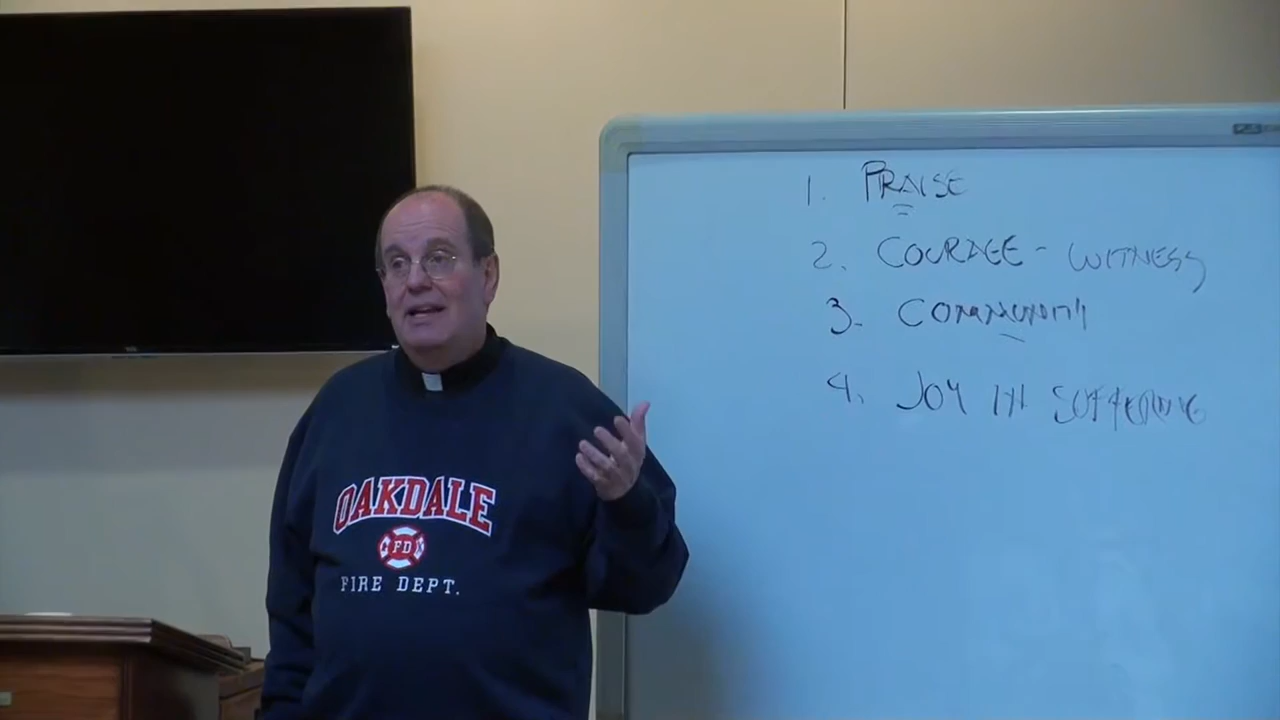 1. PRAISE
2. COURAGE - WITNESS
3. COMMUNITY
4. JOY IN SUFFERING
OAKDALE
FD
FIRE DEPT.